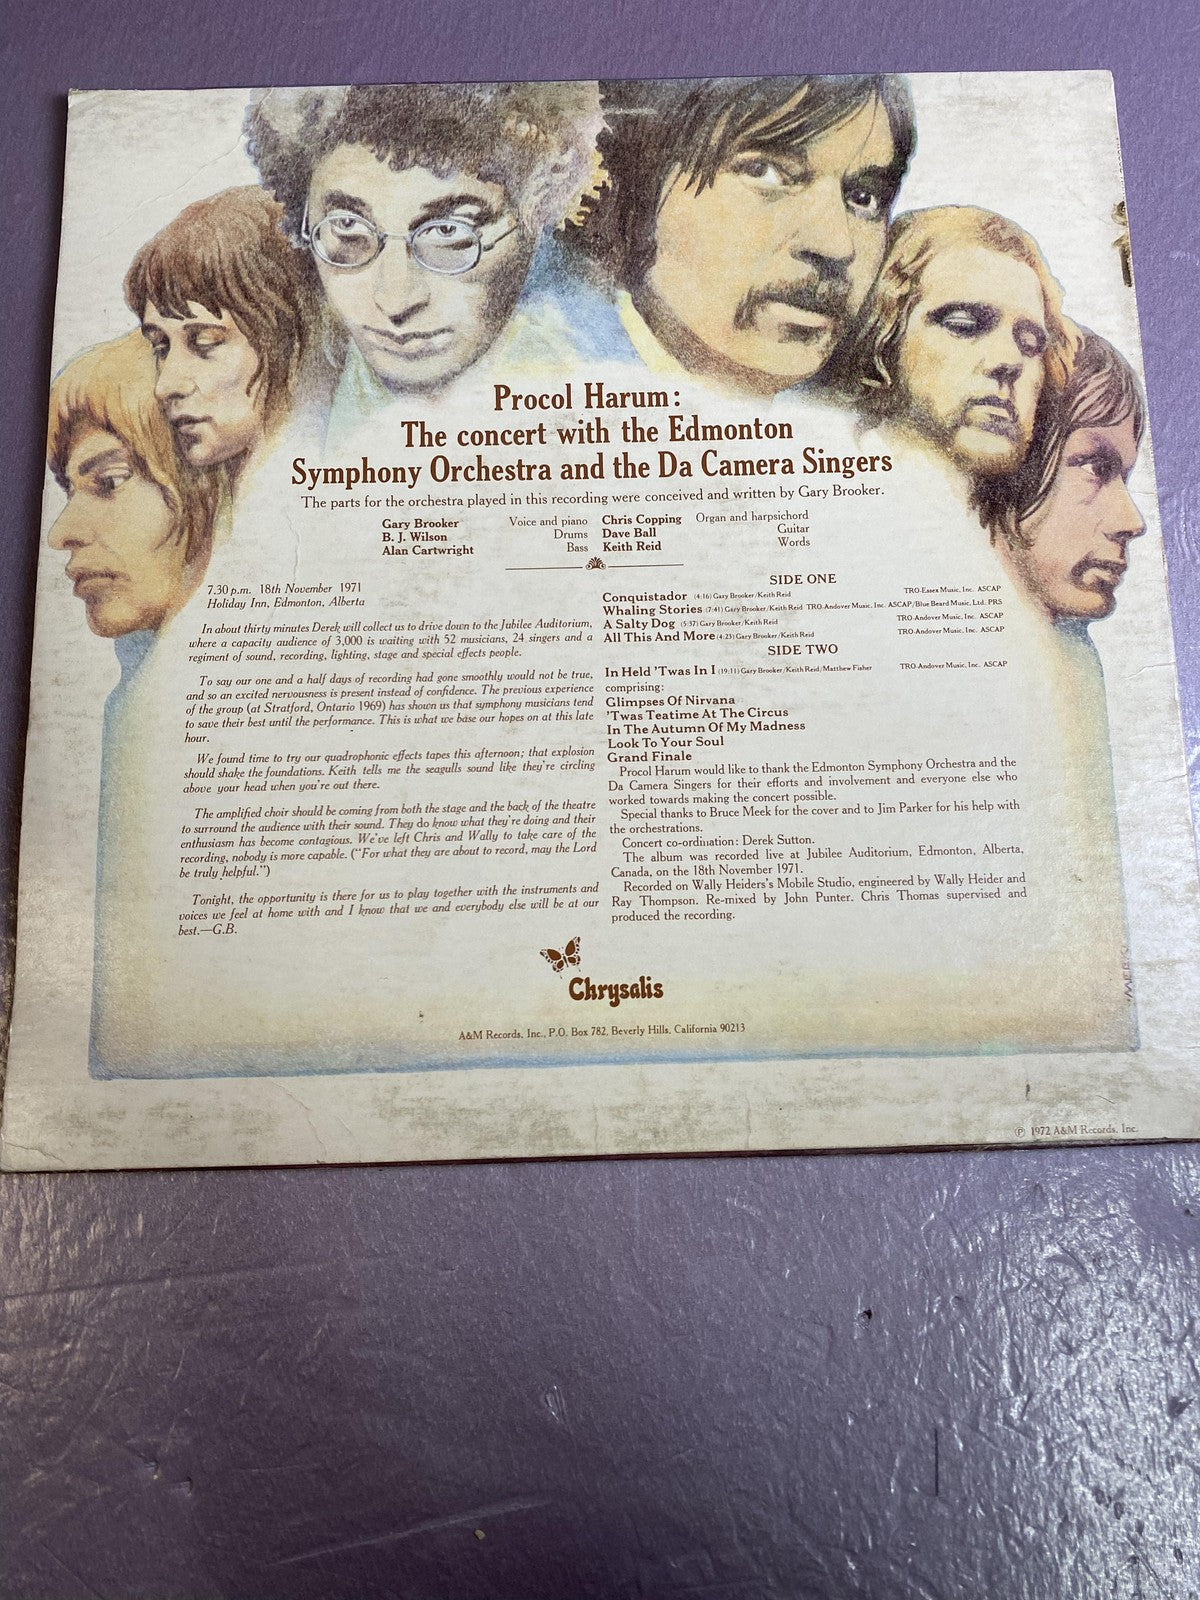 Procol Harum:
The concert with the Edmonton
Symphony Orchestra and the Da Camera Singers
The parts for the orchestra played in this recording were conceived and written by Gary Brooker.
Gary Brooker Voice and piano
B. J. Wilson Drums
Alan Cartwright Bass
Chris Copping Organ and harpsichord
Dave Ball Guitar
Keith Reid Words
7.30 p.m. 18th November 1971
Holiday Inn, Edmonton, Alberta
In about thirty minutes Derek will collect us to drive down to the Jubilee Auditorium,
where a capacity audience of 3,000 is waiting with 52 musicians, 24 singers and a
regiment of sound, recording, lighting, stage and special effects people.
To say our one and a half days of recording had gone smoothly would not be true,
and so an excited nervousness is present instead of confidence. The previous experience
of the group (at Stratford, Ontario 1969) has shown us that symphony musicians tend
to save their best until the performance. This is what we base our hopes on at this late
hour.
We found time to try our quadrophonic effects tapes this afternoon; that explosion
should shake the foundations. Keith tells me the seagulls sound like they're circling
above your head when you're out there.
The amplified choir should be coming from both the stage and the back of the theatre
to surround the audience with their sound. They do know what they're doing and their
enthusiasm has become contagious. We've left Chris and Wally to take care of the
recording, nobody is more capable. ("For what they are about to record, may the Lord
be truly helpful.")
Tonight, the opportunity is there for us to play together with the instruments and
voices we feel at home with and I know that we and everybody else will be at our
best.—G.B.
SIDE ONE
Conquistador (4:16) Gary Brooker/Keith Reid TRO-Essex Music, Inc. ASCAP
Whaling Stories (7:41) Gary Brooker/Keith Reid TRO-Andover Music, Inc. ASCAP/Blue Beard Music, Ltd. PRS
A Salty Dog (5:37) Gary Brooker/Keith Reid TRO-Andover Music, Inc. ASCAP
All This And More (4:23) Gary Brooker/Keith Reid TRO-Andover Music, Inc. ASCAP
SIDE TWO
In Held 'Twas In I (19:11) Gary Brooker/Keith Reid/Matthew Fisher TRO-Andover Music, Inc. ASCAP
comprising:
Glimpses Of Nirvana
'Twas Teatime At The Circus
In The Autumn Of My Madness
Look To Your Soul
Grand Finale
Procol Harum would like to thank the Edmonton Symphony Orchestra and the
Da Camera Singers for their efforts and involvement and everyone else who
worked towards making the concert possible.
Special thanks to Bruce Meek for the cover and to Jim Parker for his help with
the orchestrations.
Concert co-ordination: Derek Sutton.
The album was recorded live at Jubilee Auditorium, Edmonton, Alberta,
Canada, on the 18th November 1971.
Recorded on Wally Heiders's Mobile Studio, engineered by Wally Heider and
Ray Thompson. Re-mixed by John Punter. Chris Thomas supervised and
produced the recording.
Chrysalis
A&M Records, Inc., P.O. Box 782, Beverly Hills, California 90213
℗ 1972 A&M Records, Inc.